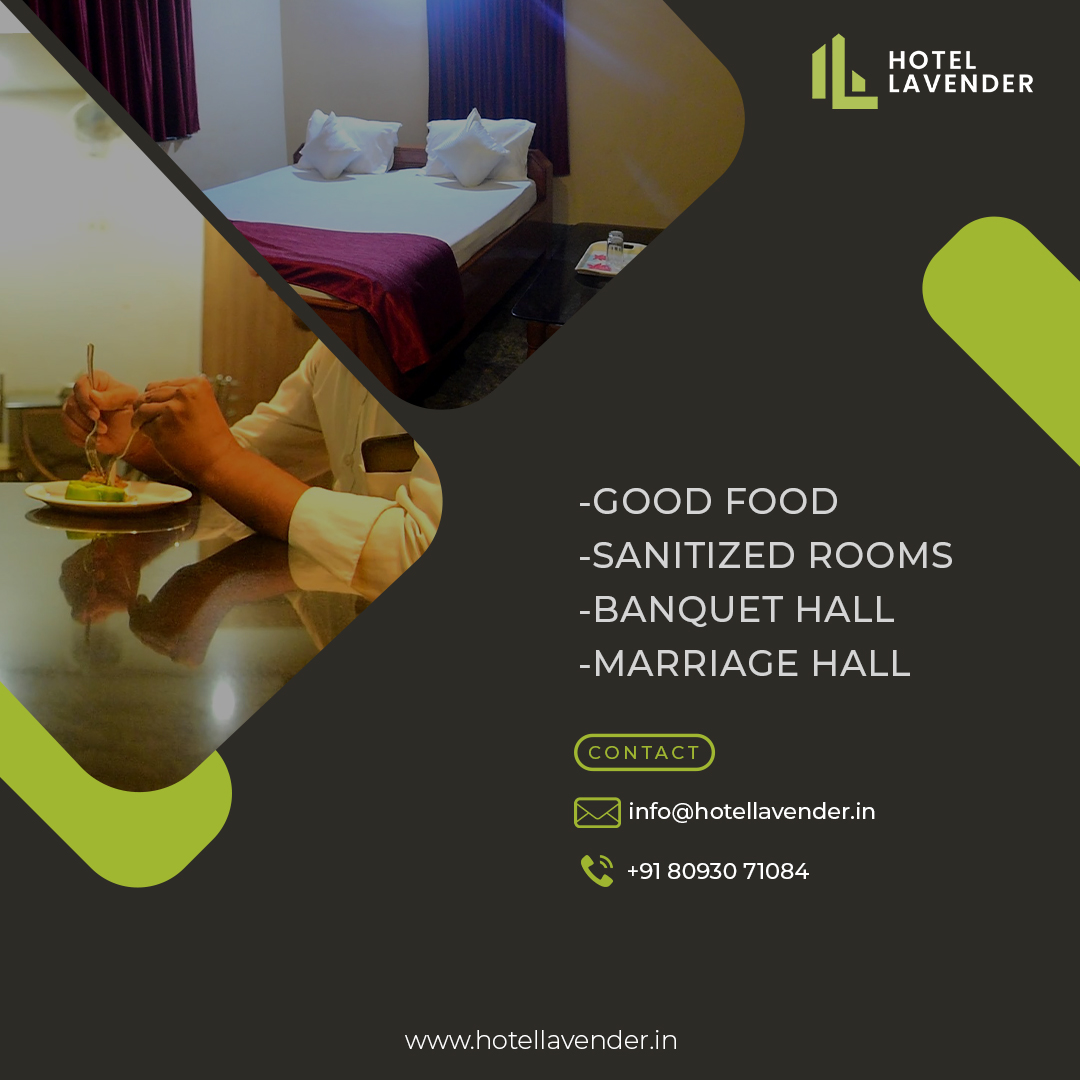 HOTEL
LAVENDER
-GOOD FOOD
-SANITIZED ROOMS
-BANQUET HALL
-MARRIAGE HALL
CONTACT
info@hotellavender.in
+91 80930 71084
www.hotellavender.in